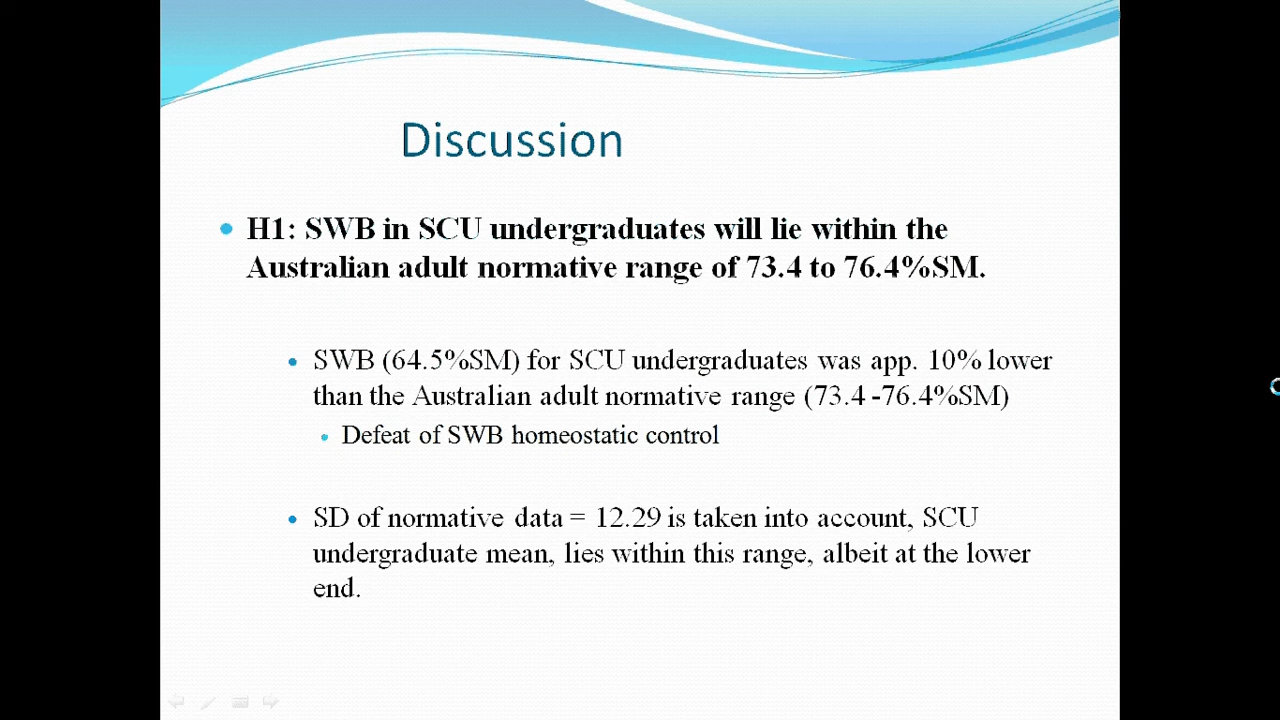 Discussion
H1: SWB in SCU undergraduates will lie within the
Australian adult normative range of 73.4 to 76.4%SM.
SWB (64.5%SM) for SCU undergraduates was app. 10% lower
than the Australian adult normative range (73.4 -76.4%SM)
Defeat of SWB homeostatic control
SD of normative data = 12.29 is taken into account, SCU
undergraduate mean, lies within this range, albeit at the lower
end.